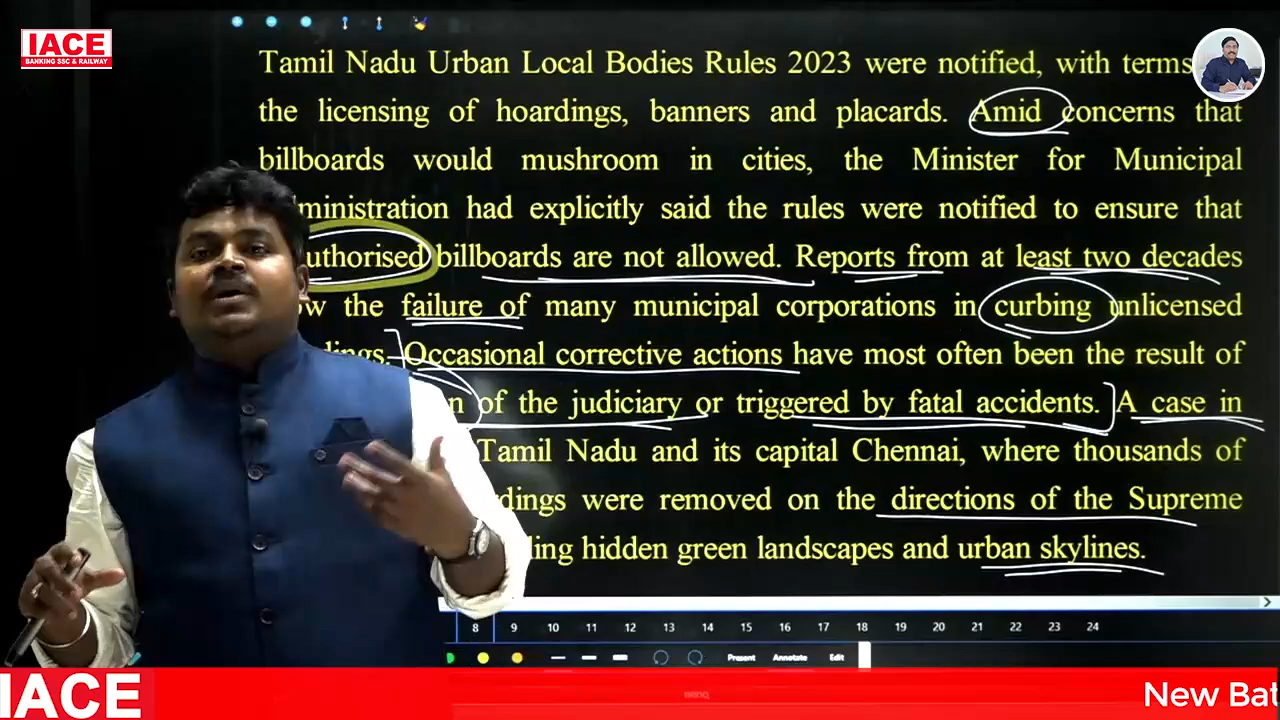 IACE
BANKING SSC & RAILWAY
Tamil Nadu Urban Local Bodies Rules 2023 were notified, with terms
the licensing of hoardings, banners and placards. Amid concerns that
billboards would mushroom in cities, the Minister for Municipal
ministration had explicitly said the rules were notified to ensure that
uthorised billboards are not allowed. Reports from at least two decades
ow the failure of many municipal corporations in curbing unlicensed
dings. Occasional corrective actions have most often been the result of
n of the judiciary or triggered by fatal accidents. A case in
Tamil Nadu and its capital Chennai, where thousands of
dings were removed on the directions of the Supreme
ling hidden green landscapes and urban skylines.
8 9 10 11 12 13 14 15 16 17 18 19 20 21 22 23 24
Present Annotate Edit
IACE
BenQ
New Bat